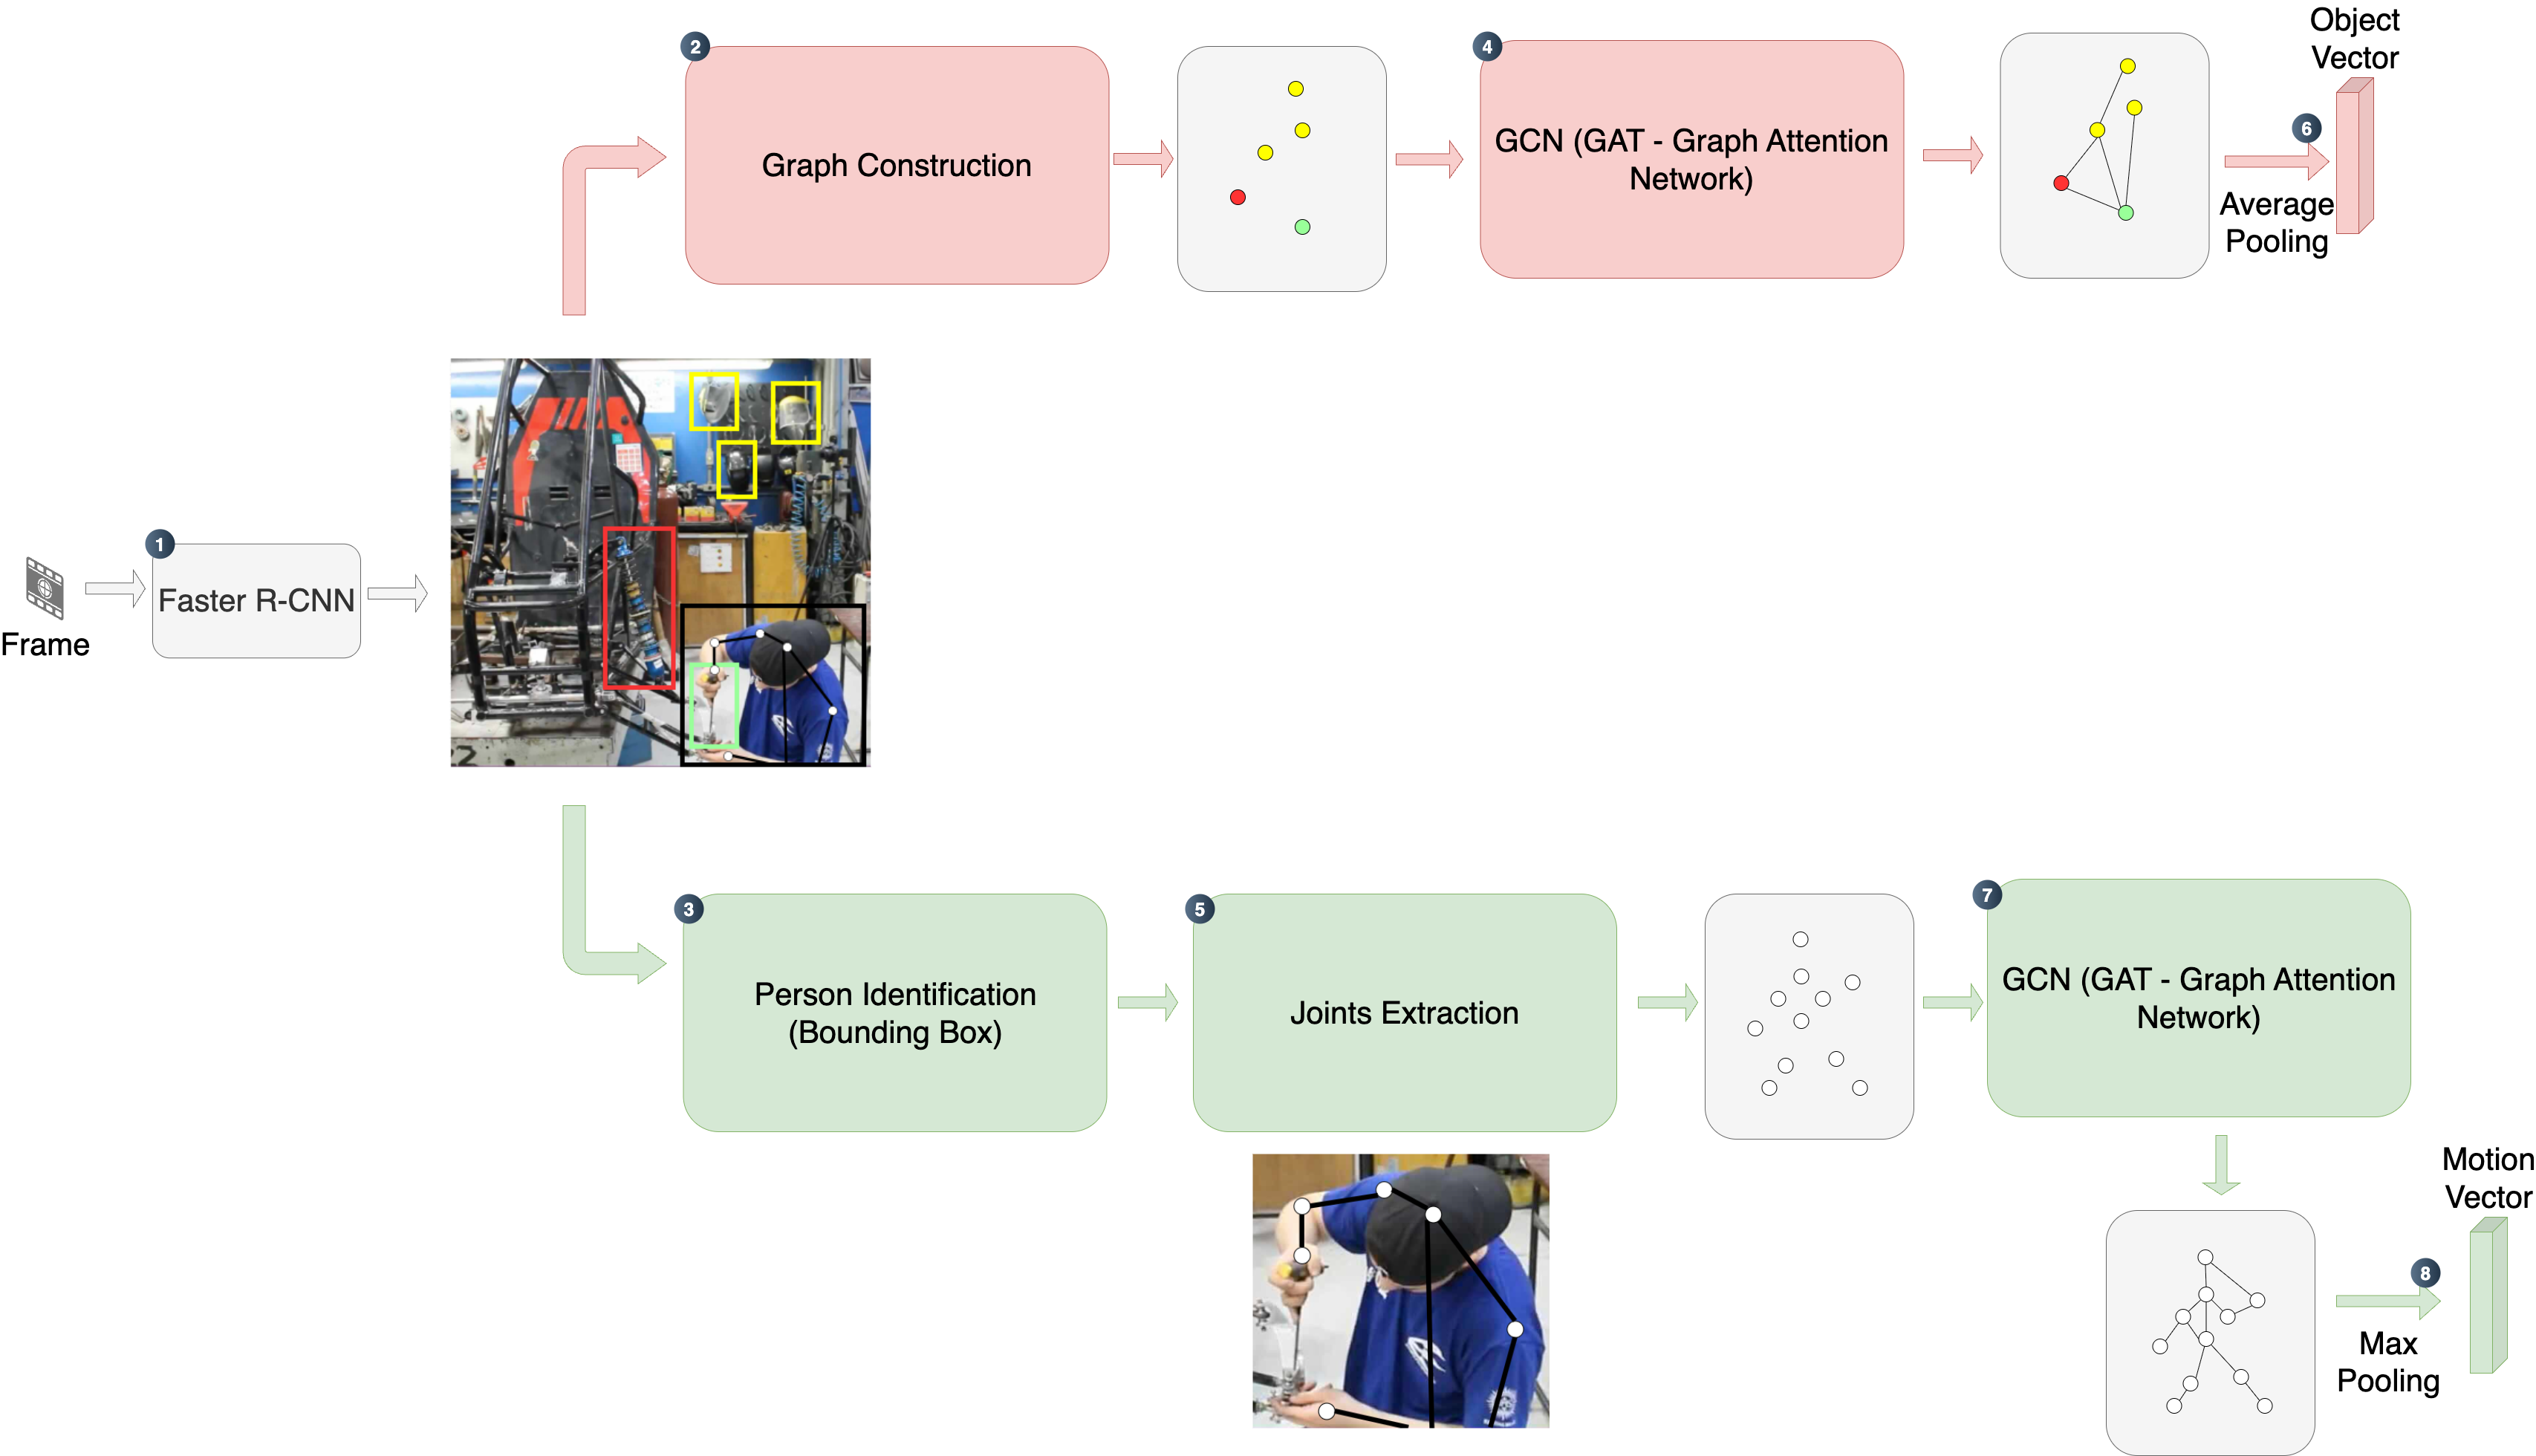 Object
Vector
2
4
Graph Construction
GCN (GAT - Graph Attention
Network)
6
Average
Pooling
1
Faster R-CNN
Frame
3
5
7
Person Identification
(Bounding Box)
Joints Extraction
GCN (GAT - Graph Attention
Network)
Motion
Vector
8
Max
Pooling